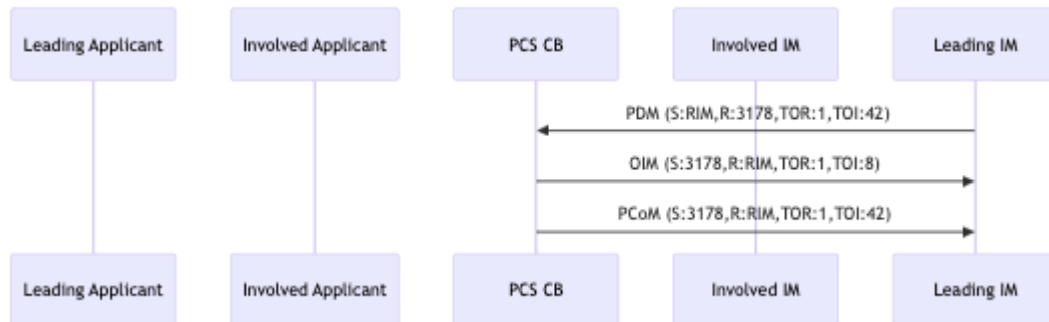 Leading Applicant
Involved Applicant
PCS CB
Involved IM
Leading IM
PDM (S:RIM,R:3178,TOR:1,TOI:42)
OIM (S:3178,R:RIM,TOR:1,TOI:8)
PCoM (S:3178,R:RIM,TOR:1,TOI:42)
Leading Applicant
Involved Applicant
PCS CB
Involved IM
Leading IM